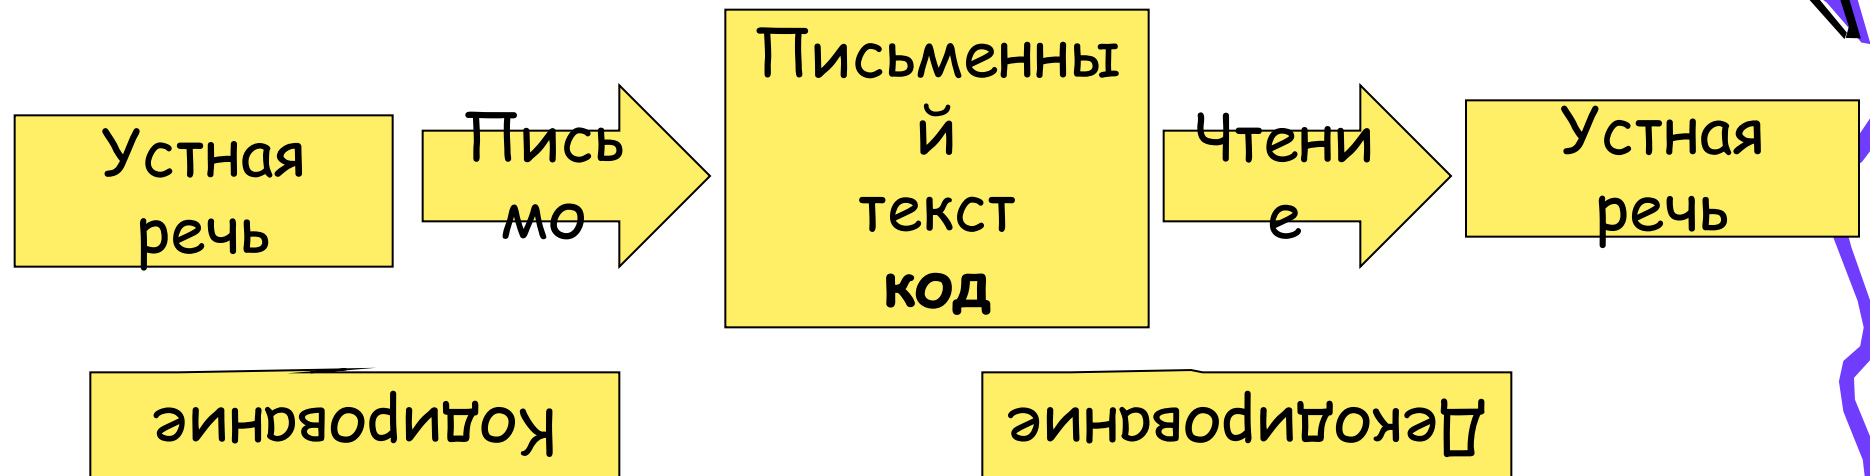 Устная
речь
Пись
мо
Письменны
й
текст
код
Чтени
е
Устная
речь
Кодирование
Декодирование